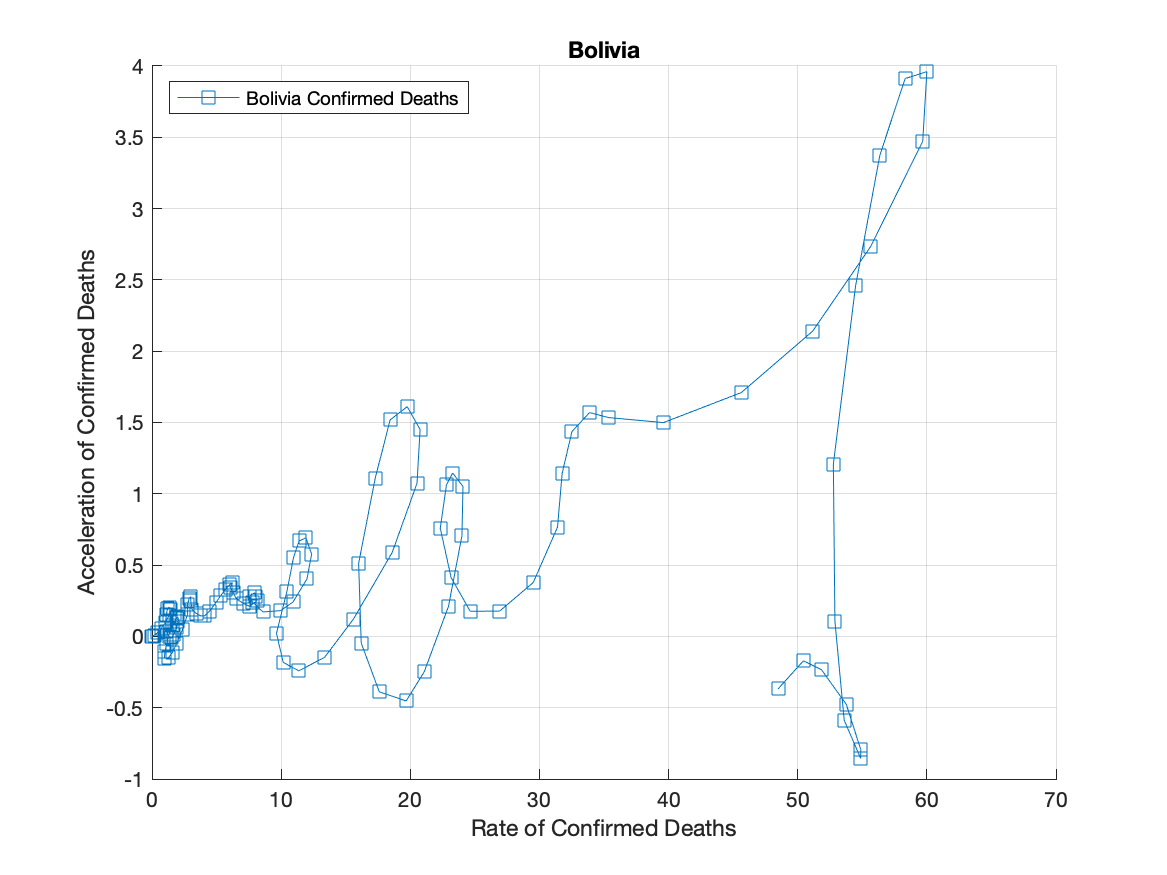 Bolivia
Bolivia Confirmed Deaths
4
3.5
3
2.5
2
1.5
1
0.5
0
-0.5
-1
Acceleration of Confirmed Deaths
0 10 20 30 40 50 60 70
Rate of Confirmed Deaths